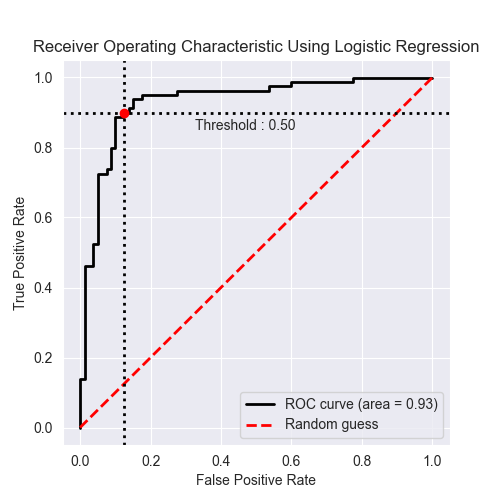 Receiver Operating Characteristic Using Logistic Regression
1.0
0.8
0.6
0.4
0.2
0.0
True Positive Rate
Threshold : 0.50
ROC curve (area = 0.93)
Random guess
0.0 0.2 0.4 0.6 0.8 1.0
False Positive Rate